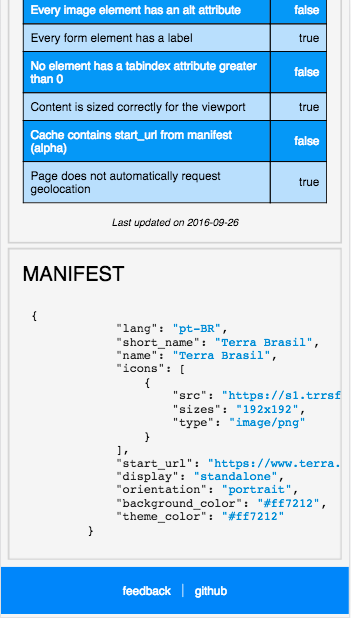 Every image element has an alt attribute false
Every form element has a label true
No element has a tabindex attribute greater
than 0 false
Content is sized correctly for the viewport true
Cache contains start_url from manifest
(alpha) false
Page does not automatically request
geolocation true
Last updated on 2016-09-26
MANIFEST
{
"lang": "pt-BR",
"short_name": "Terra Brasil",
"name": "Terra Brasil",
"icons": [
{
"src": "https://s1.trrsf
"sizes": "192x192",
"type": "image/png"
}
],
"start_url": "https://www.terra.
"display": "standalone",
"orientation": "portrait",
"background_color": "#ff7212",
"theme_color": "#ff7212"
}
feedback | github